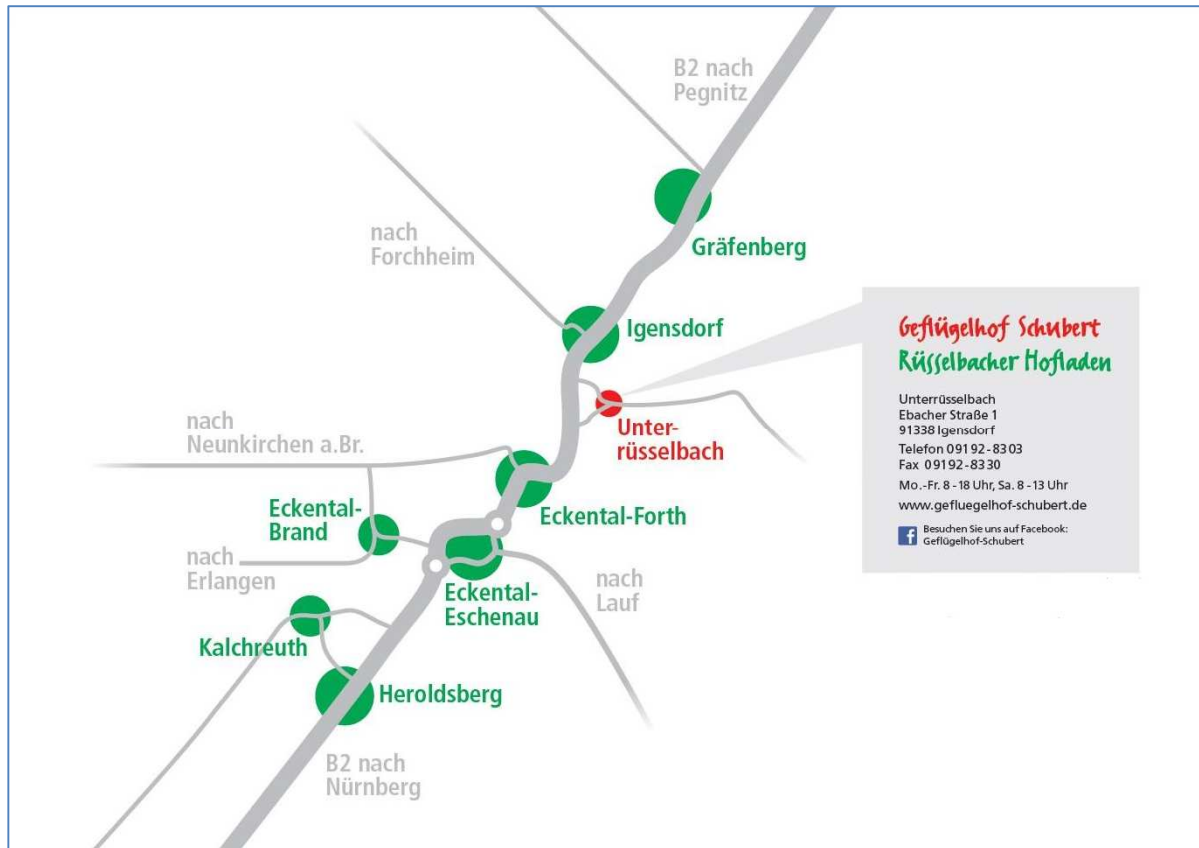 B2 nach
Pegnitz
Gräfenberg
nach
Forchheim
Igensdorf
Unter-
rüsselbach
nach
Neunkirchen a.Br.
Eckental-Forth
Eckental-
Brand
nach
Erlangen
Eckental-
Eschenau
nach
Lauf
Kalchreuth
Heroldsberg
B2 nach
Nürnberg
Geflügelhof Schubert
Rüsselbacher Hofladen
Unterrüsselbach
Ebacher Straße 1
91338 Igensdorf
Telefon 09192-8303
Fax 09192-8330
Mo.-Fr. 8-18 Uhr, Sa. 8-13 Uhr
www.gefluegelhof-schubert.de
f
Besuchen Sie uns auf Facebook:
Geflügelhof-Schubert